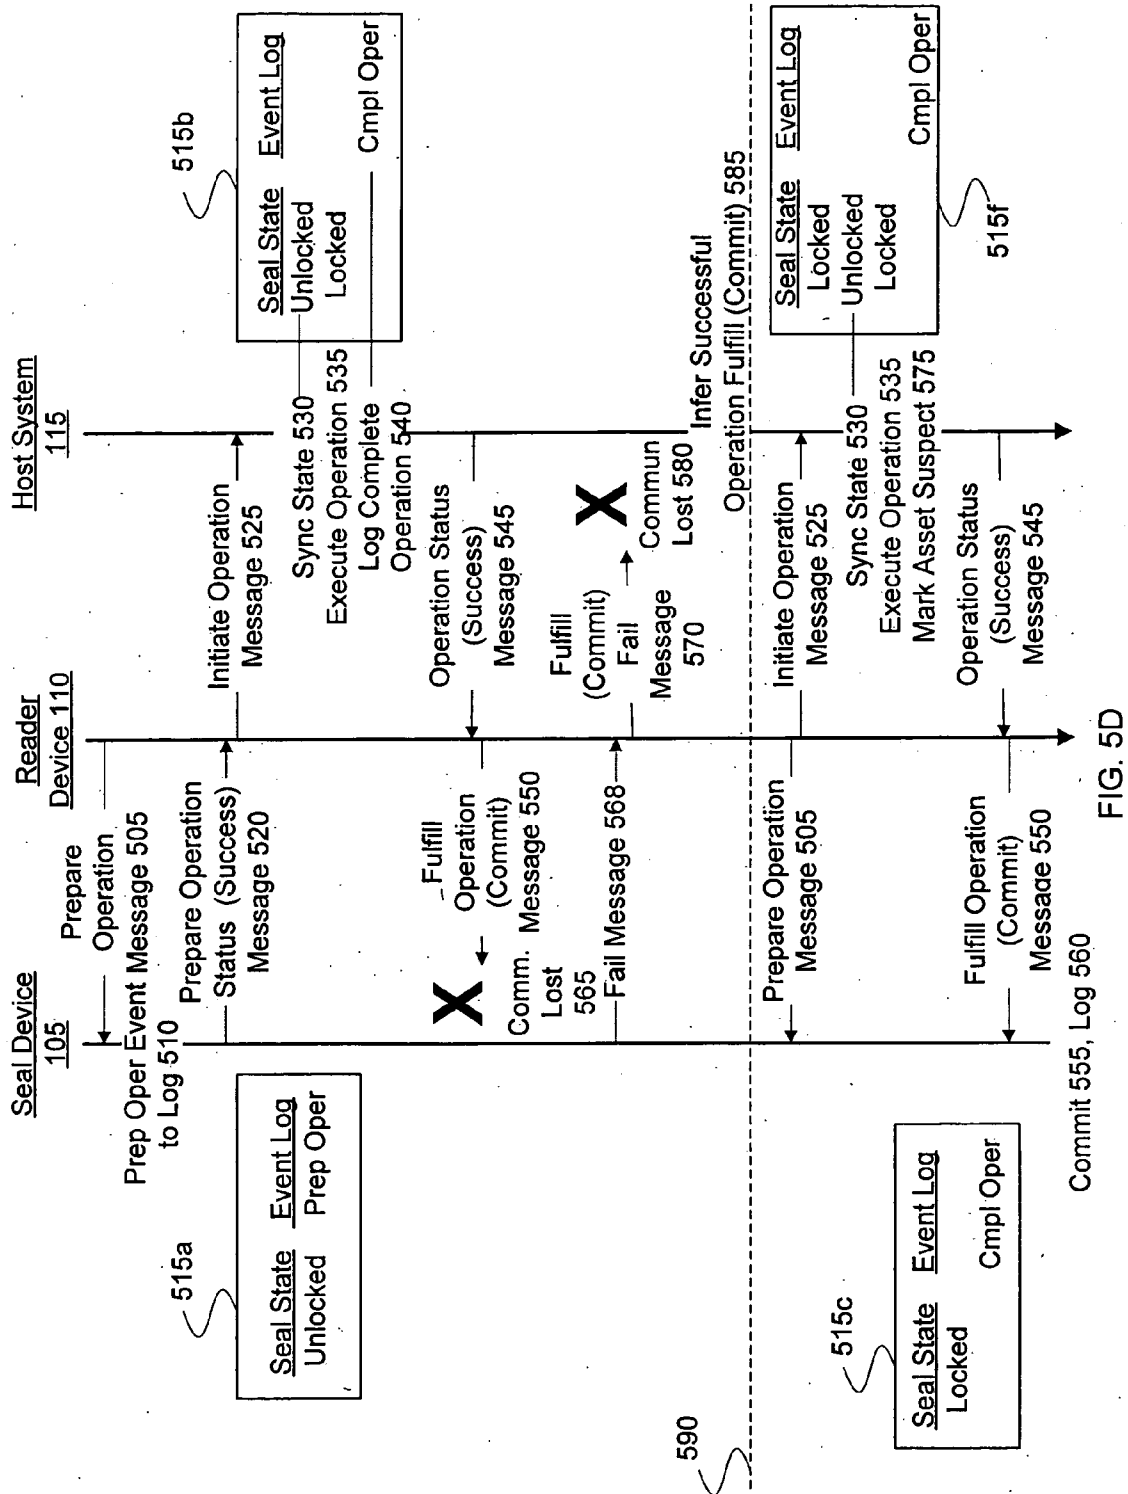 Seal Device
105
Reader
Device 110
Host System
115
Prepare
Operation
Message 505
Prep Oper Event
to Log 510
515a
Seal State Event Log
Unlocked Prep Oper
Prepare Operation
Status (Success)
Message 520
Initiate Operation
Message 525
515b
Seal State Event Log
Unlocked
Locked
Cmpl Oper
Sync State 530
Execute Operation 535
Log Complete
Operation 540
Operation Status
(Success)
Message 545
Fulfill
Operation
(Commit)
Message 550
X
Comm.
Lost
565
Fail Message 568
Fulfill
(Commit)
Fail
Message
570
X
Commun
Lost 580
Infer Successful
Operation Fulfill (Commit) 585
590
Prepare Operation
Message 505
Initiate Operation
Message 525
Sync State 530
Execute Operation 535
Mark Asset Suspect 575
Seal State Event Log
Locked
Unlocked
Locked
Cmpl Oper
515f
Operation Status
(Success)
Message 545
Fulfill Operation
(Commit)
Message 550
515c
Seal State Event Log
Locked
Cmpl Oper
Commit 555, Log 560
FIG. 5D